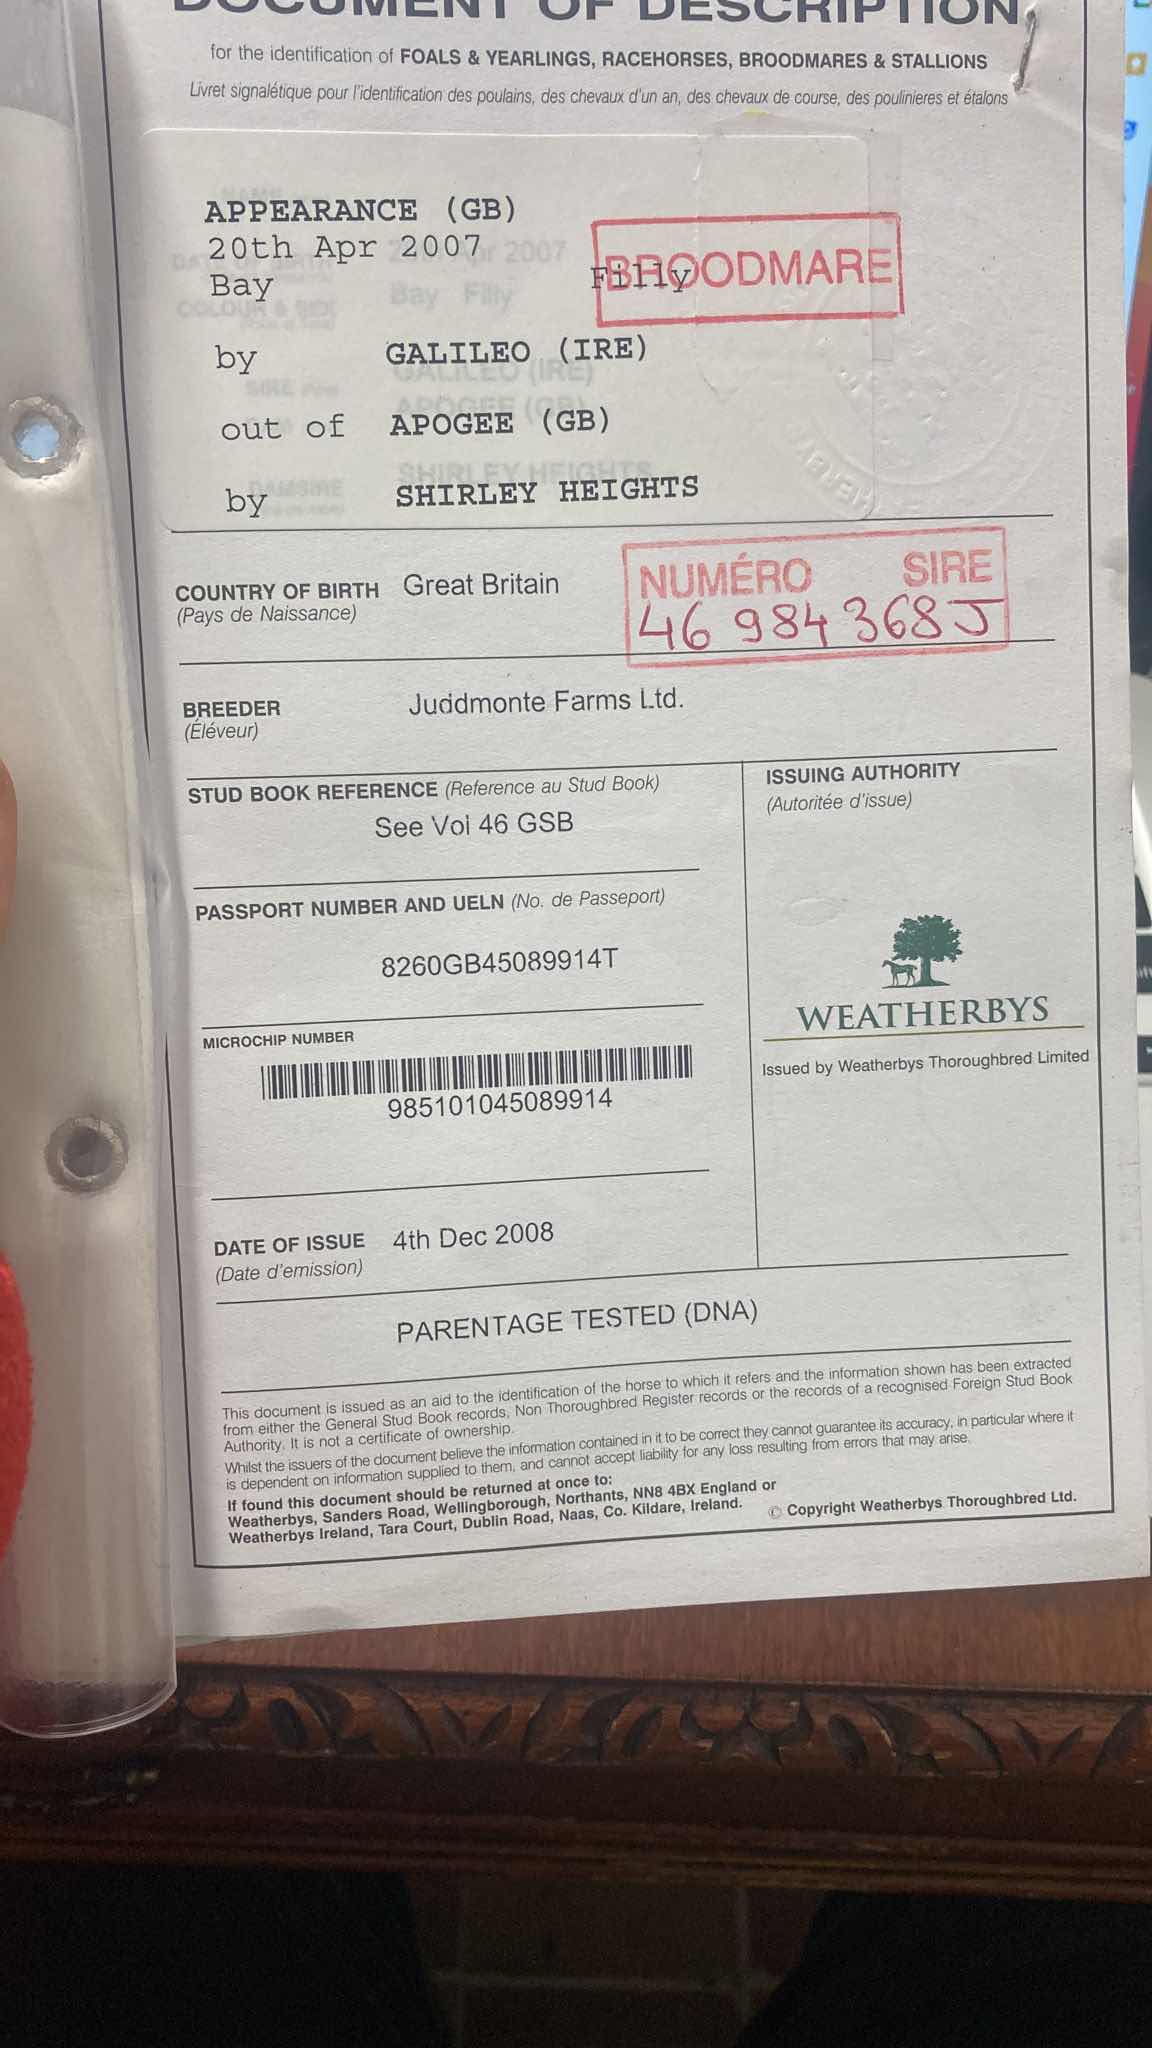 DOCUMENT OF DESCRIPTION
for the identification of FOALS & YEARLINGS, RACEHORSES, BROODMARES & STALLIONS
Livret signalétique pour l'identification des poulains, des chevaux d'un an, des chevaux de course, des poulinieres et étalons
APPEARANCE (GB)
20th Apr 2007
Bay Filly
BROODMARE
by GALILEO (IRE)
out of APOGEE (GB)
by SHIRLEY HEIGHTS
COUNTRY OF BIRTH Great Britain
(Pays de Naissance)
NUMÉRO SIRE
46 984 368 J
BREEDER Juddmonte Farms Ltd.
(Éléveur)
STUD BOOK REFERENCE (Reference au Stud Book)
See Vol 46 GSB
ISSUING AUTHORITY
(Autoritée d'issue)
PASSPORT NUMBER AND UELN (No. de Passeport)
8260GB45089914T
WEATHERBYS
Issued by Weatherbys Thoroughbred Limited
MICROCHIP NUMBER
985101045089914
DATE OF ISSUE 4th Dec 2008
(Date d'emission)
PARENTAGE TESTED (DNA)
This document is issued as an aid to the identification of the horse to which it refers and the information shown has been extracted
from either the General Stud Book records, Non Thoroughbred Register records or the records of a recognised Foreign Stud Book
Authority. It is not a certificate of ownership.
Whilst the issuers of the document believe the information contained in it to be correct they cannot guarantee its accuracy, in particular where it
is dependent on information supplied to them, and cannot accept liability for any loss resulting from errors that may arise.
If found this document should be returned at once to:
Weatherbys, Sanders Road, Wellingborough, Northants, NN8 4BX England or
Weatherbys Ireland, Tara Court, Dublin Road, Naas, Co. Kildare, Ireland.
© Copyright Weatherbys Thoroughbred Ltd.